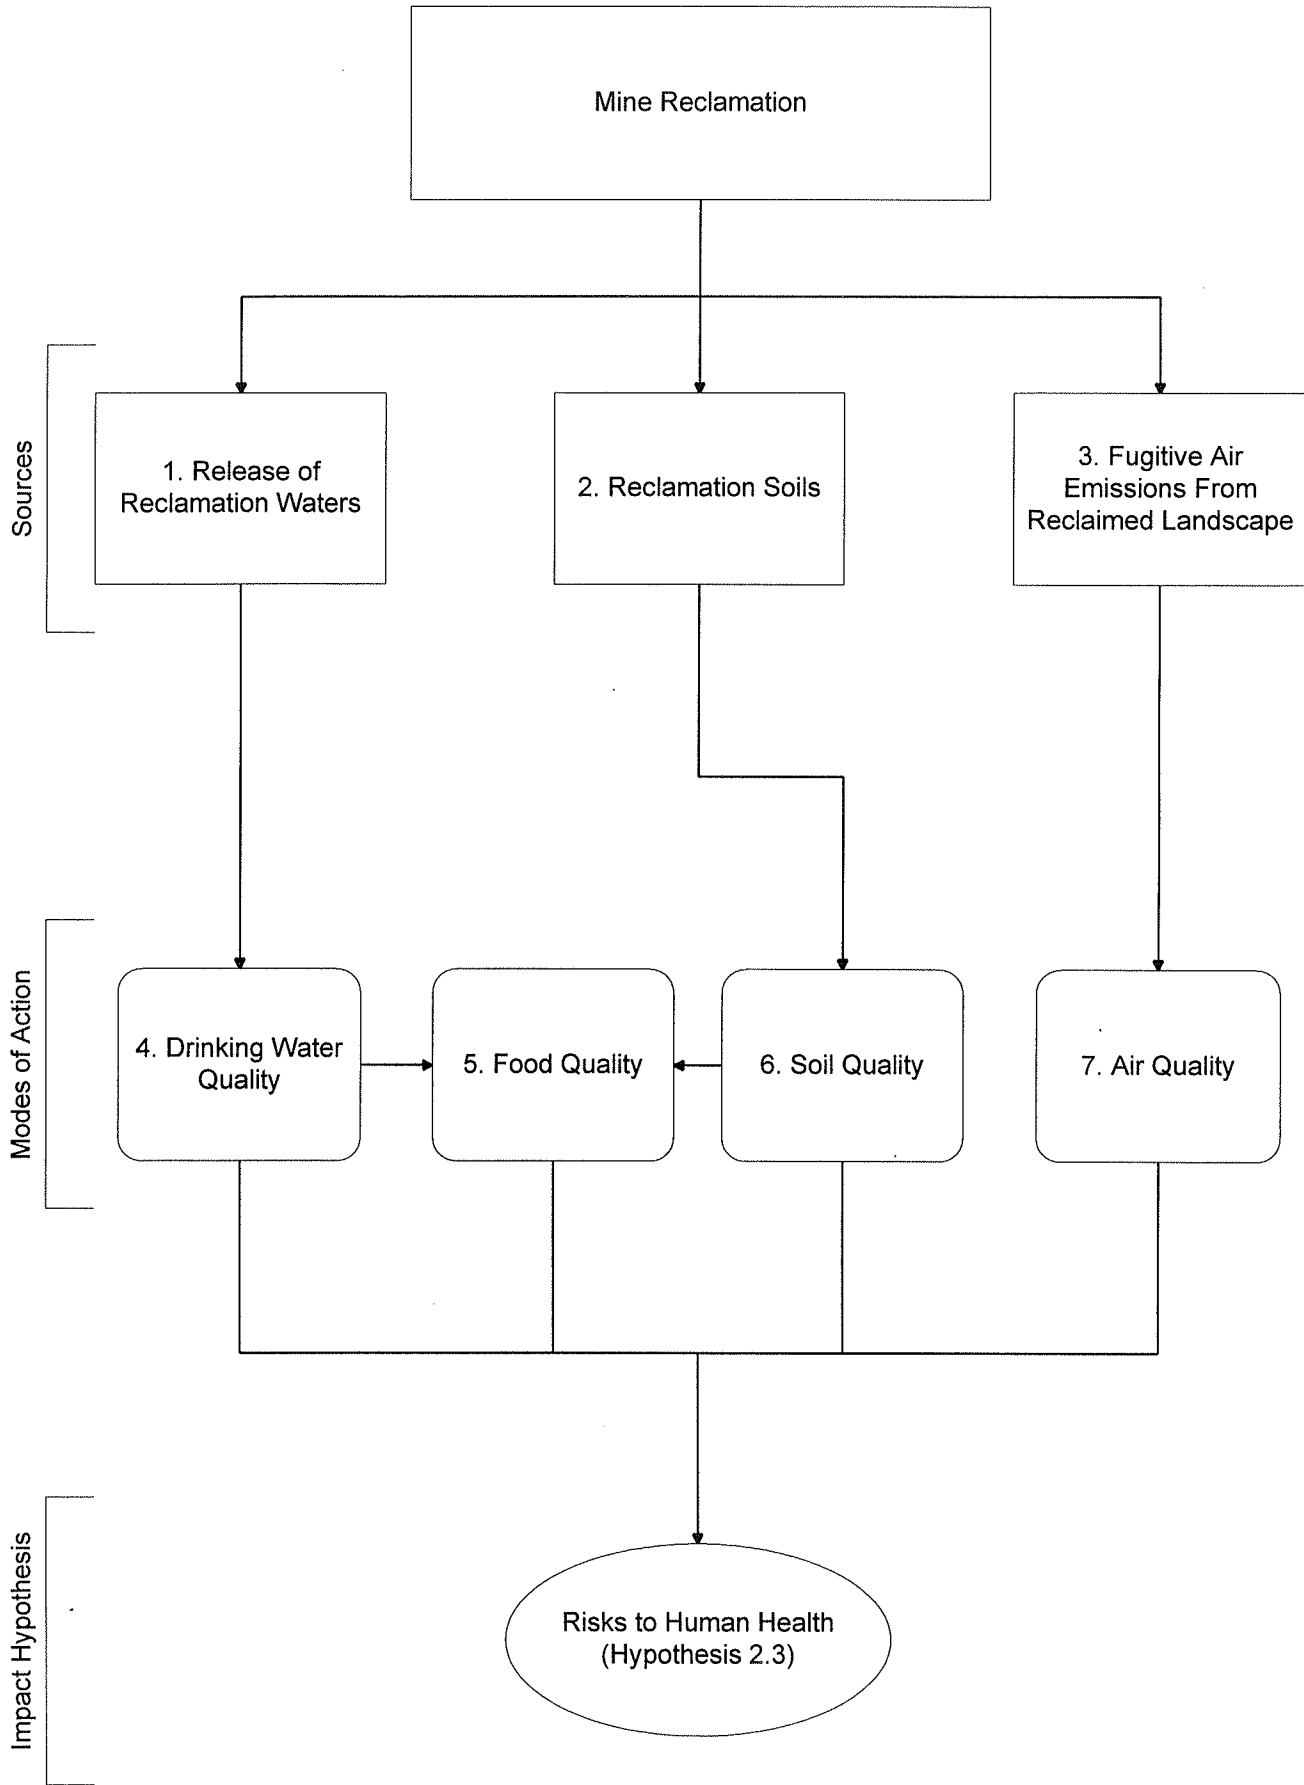 Mine Reclamation
Sources
1. Release of
Reclamation Waters
2. Reclamation Soils
3. Fugitive Air
Emissions From
Reclaimed Landscape
Modes of Action
4. Drinking Water
Quality
5. Food Quality
6. Soil Quality
7. Air Quality
Impact Hypothesis
Risks to Human Health
(Hypothesis 2.3)